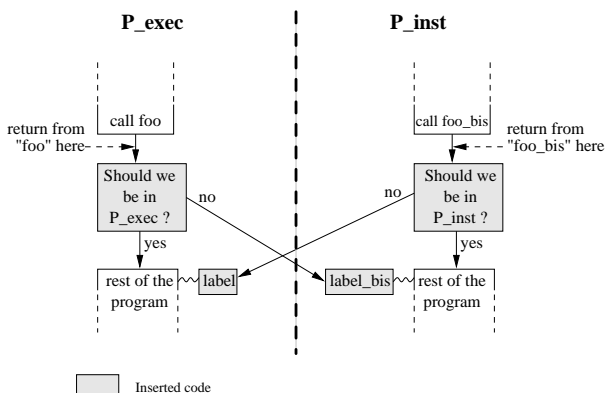 P_exec
P_inst
call foo
call foo_bis
return from
"foo" here
return from
"foo_bis" here
Should we
be in
P_exec ?
Should we
be in
P_inst ?
no
no
yes
yes
rest of the
program
label
label_bis
rest of the
program
Inserted code